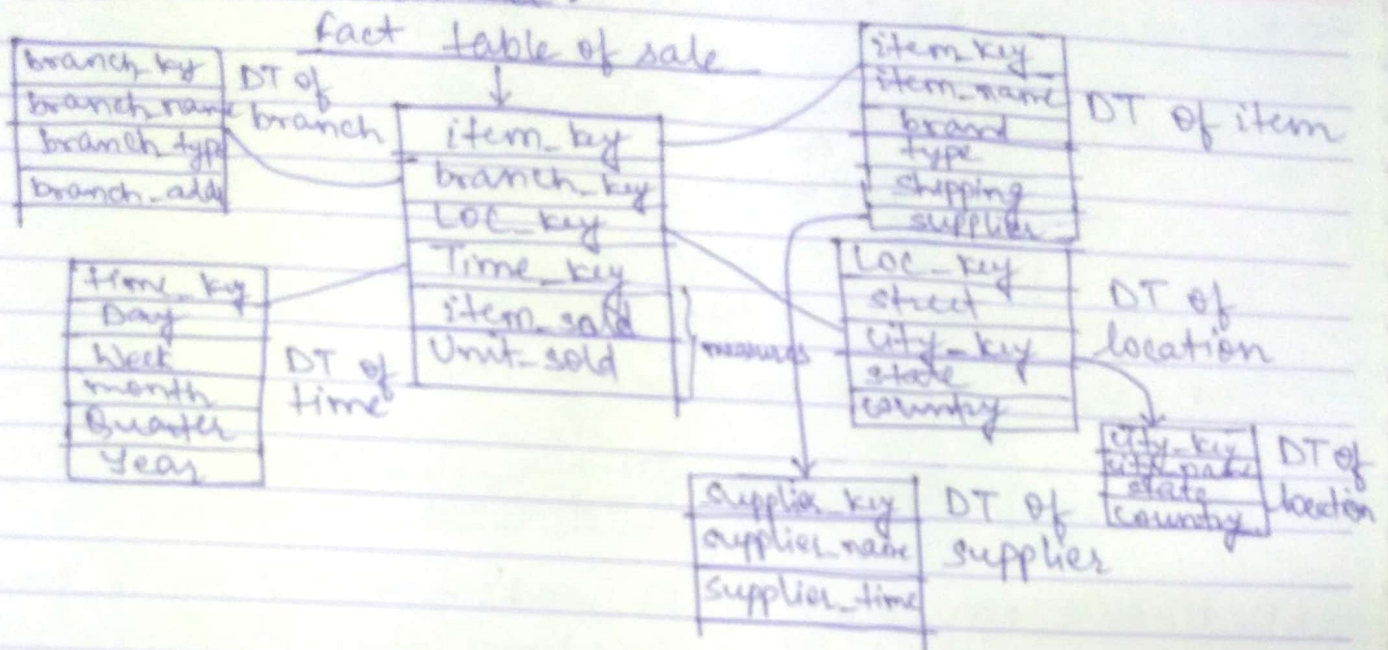 fact table of sale
branch_ky
branch_name
branch_type
branch_add
DT of
branch
item_key
branch_key
LOC_key
Time_key
item_sold
Unit_sold
measures
item_key
item_name
brand
type
shipping
supplier
DT of item
time_key
Day
Week
month
Quarter
Year
DT of
time
LOC_key
street
city_key
state
country
DT of
location
city_key
city_name
state
country
DT of
location
supplier_key
supplier_name
supplier_time
DT of
supplier